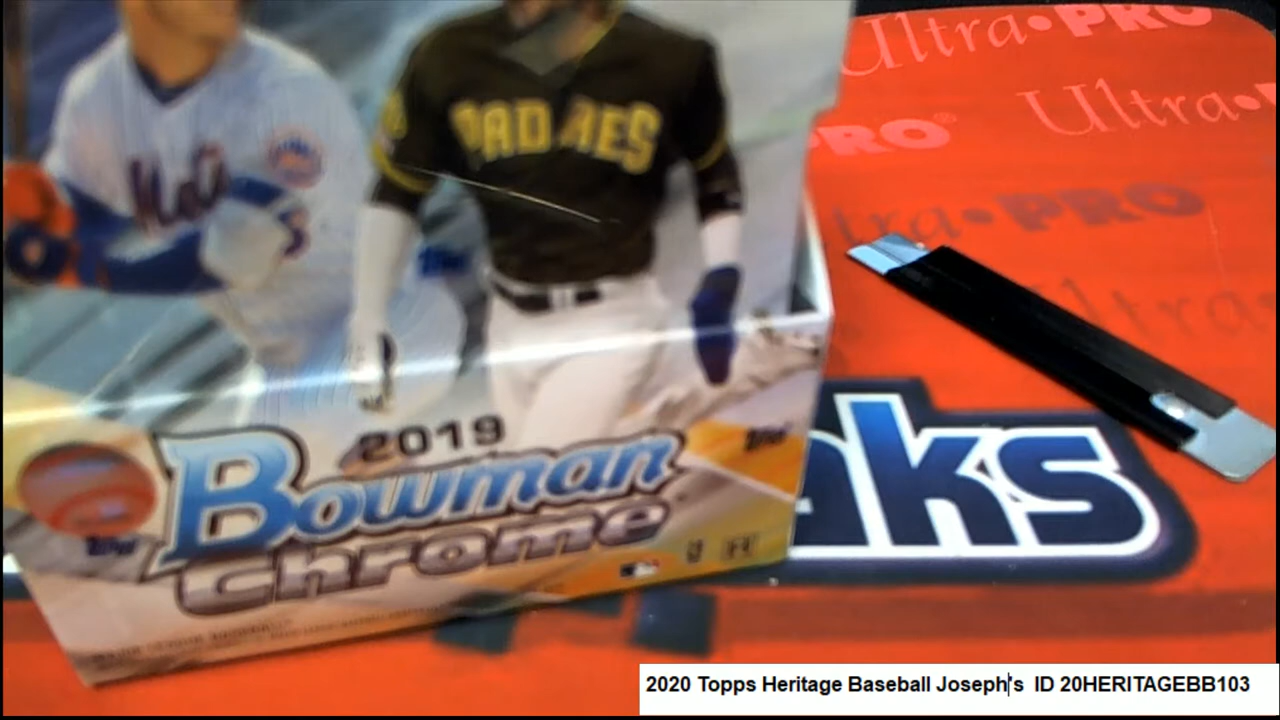 Ultra•PRO
Ultra•
PRO®
Ultra•PRO
Ultra
Mets
PADRES
2019
Bowman
Chrome
Topps
Topps
aks
2020 Topps Heritage Baseball Joseph's ID 20HERITAGEBB103